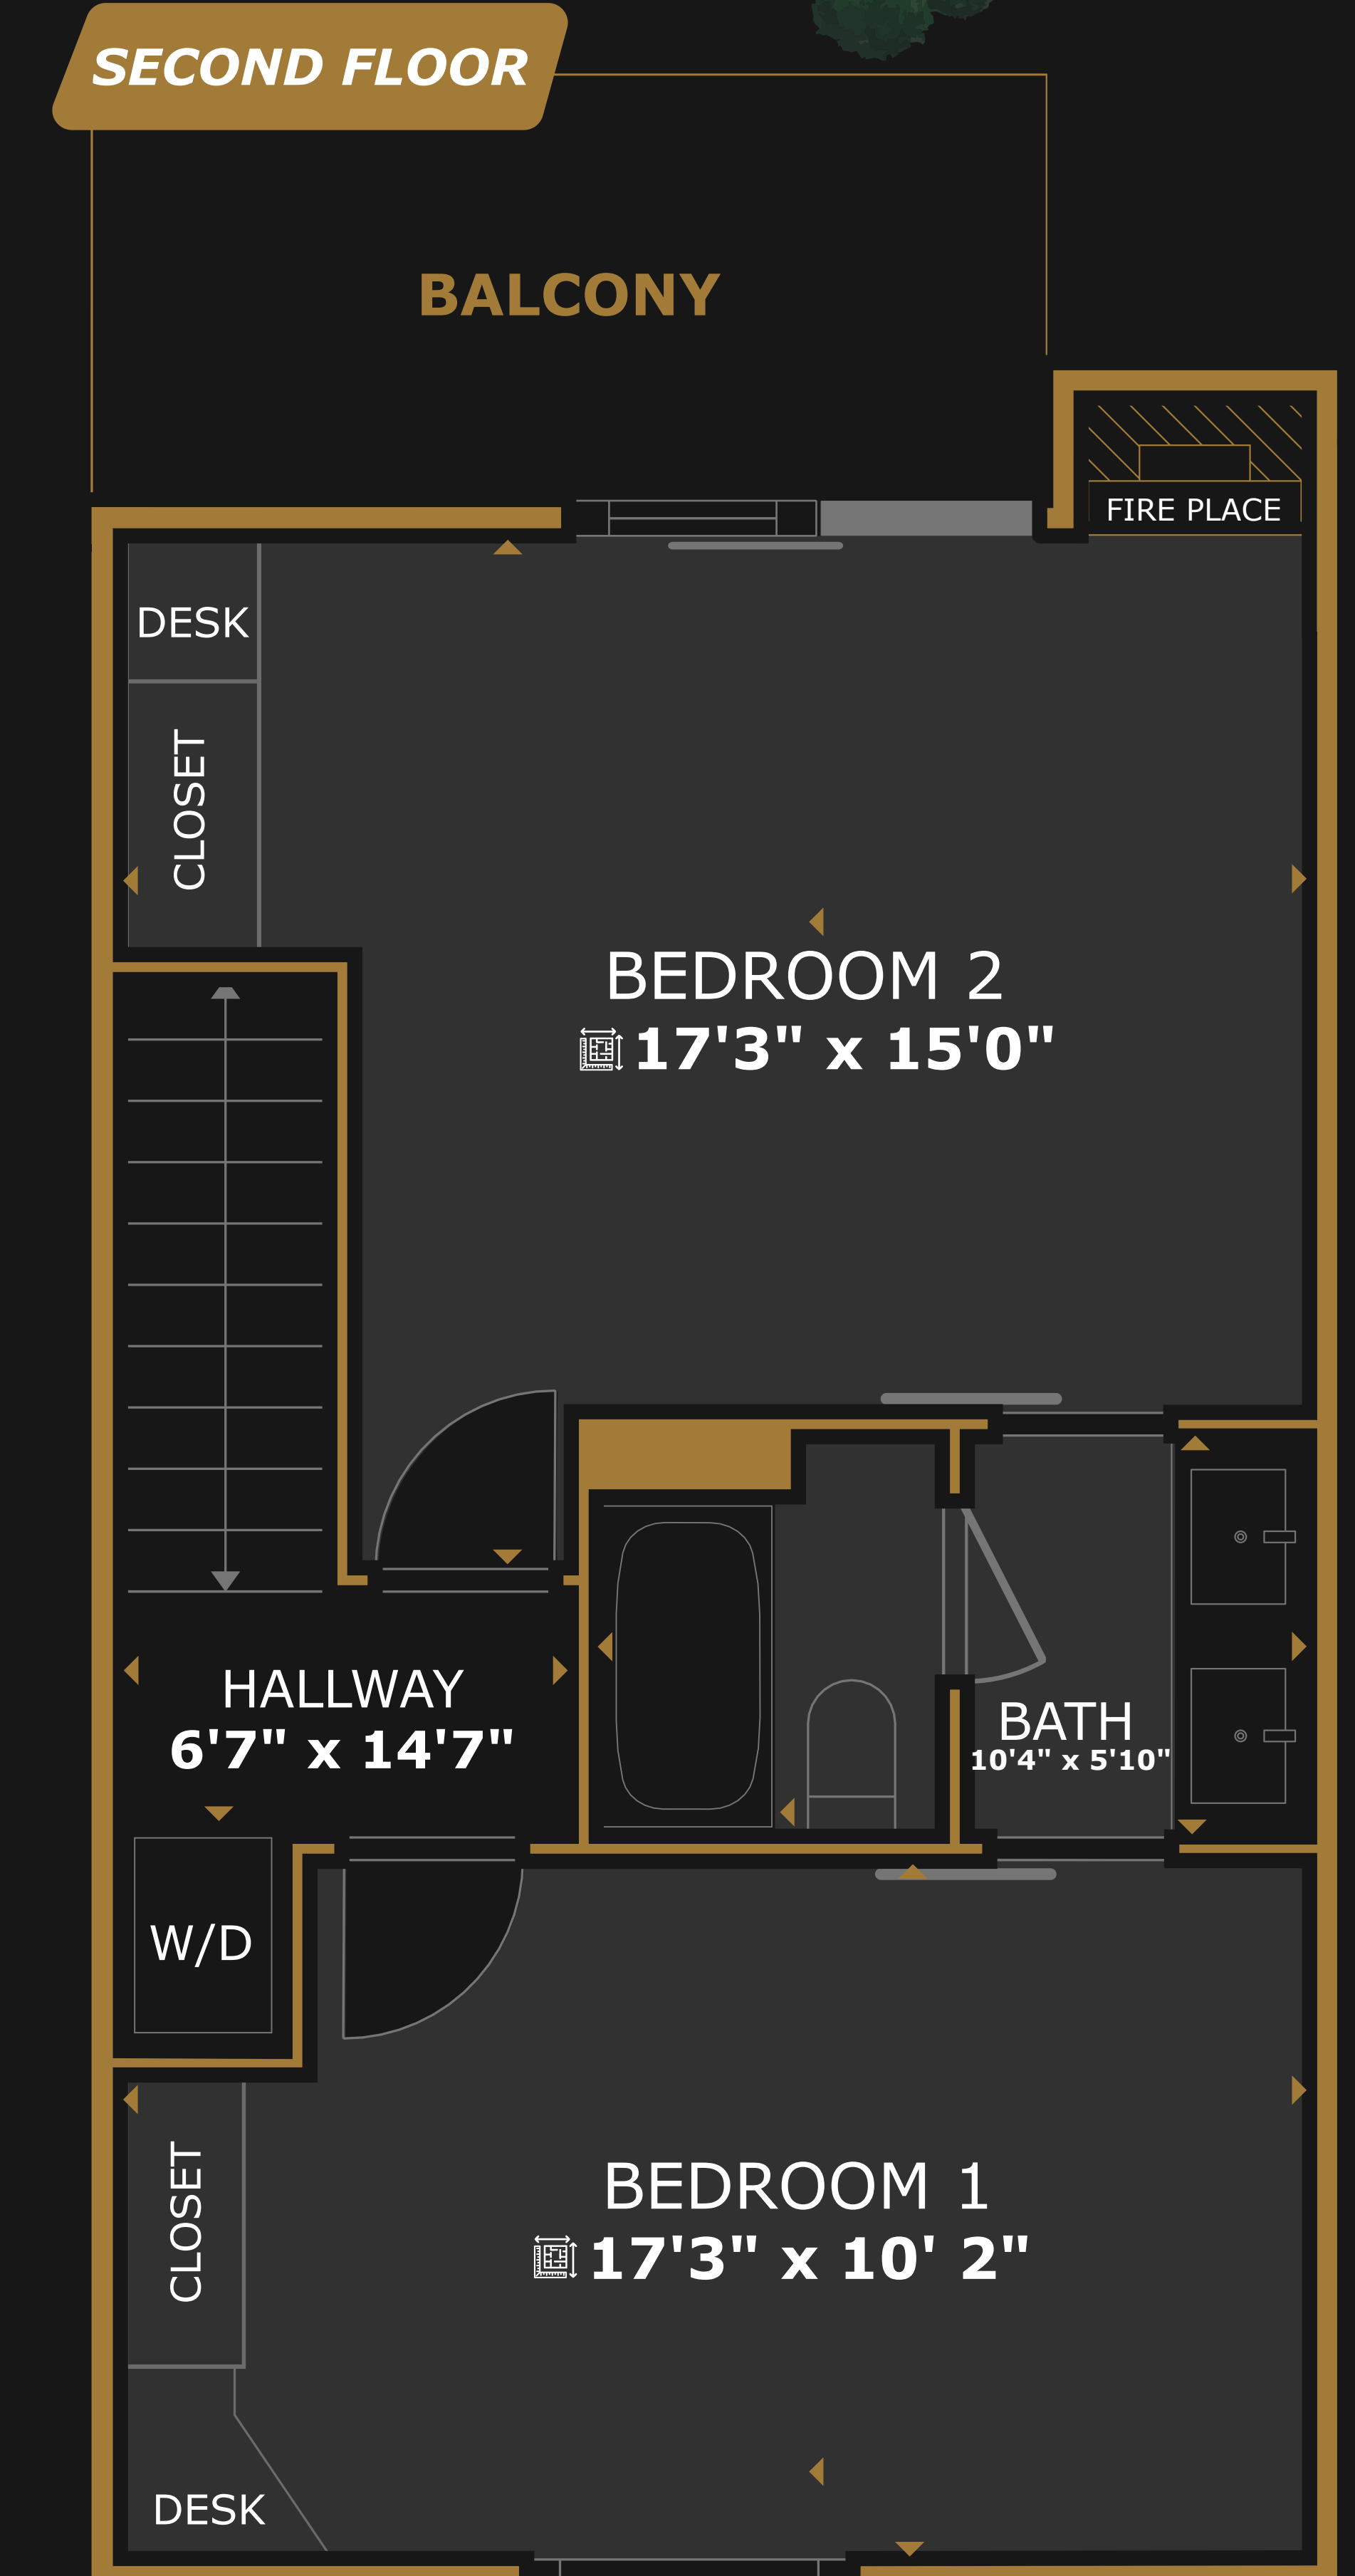 SECOND FLOOR
BALCONY
FIRE PLACE
DESK
CLOSET
BEDROOM 2
17'3" x 15'0"
HALLWAY
6'7" x 14'7"
BATH
10'4" x 5'10"
W/D
BEDROOM 1
17'3" x 10' 2"
CLOSET
DESK